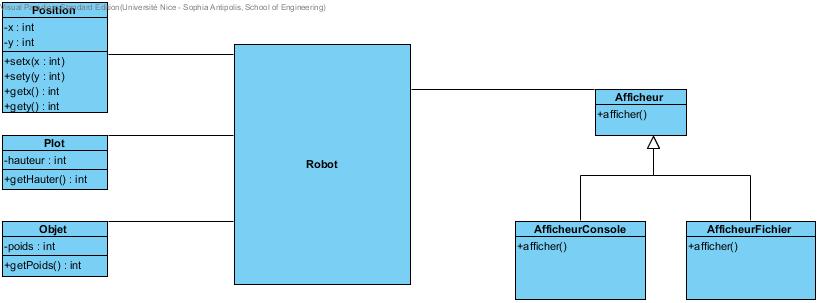 Visual Paradigm Standard Edition(Université Nice - Sophia Antipolis, School of Engineering)
Position
-x : int
-y : int
+setx(x : int)
+sety(y : int)
+getx() : int
+gety() : int
Plot
-hauteur : int
+getHauter() : int
Objet
-poids : int
+getPoids() : int
Robot
Afficheur
+afficher()
AfficheurConsole
+afficher()
AfficheurFichier
+afficher()